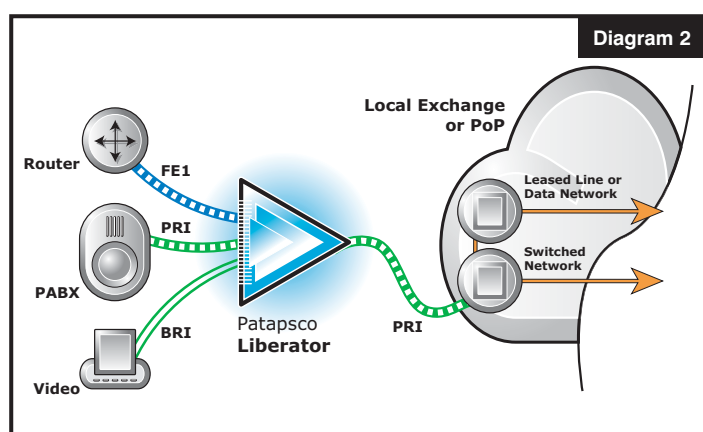 Diagram 2
Local Exchange
or PoP
Router
FE1
Leased Line or
Data Network
PRI
Switched
Network
PABX
Patapsco
Liberator
PRI
BRI
Video